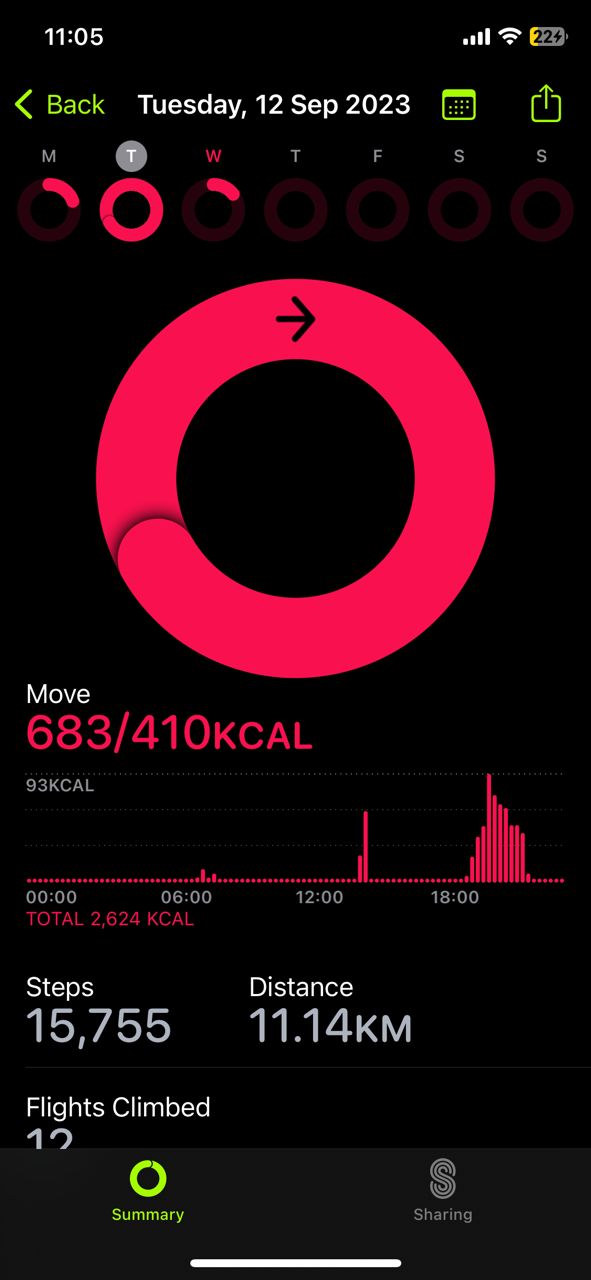 11:05
22
Back
Tuesday, 12 Sep 2023
M T W T F S S
Move
683/410KCAL
93KCAL
00:00 06:00 12:00 18:00
TOTAL 2,624 KCAL
Steps Distance
15,755 11.14KM
Flights Climbed
12
Summary Sharing